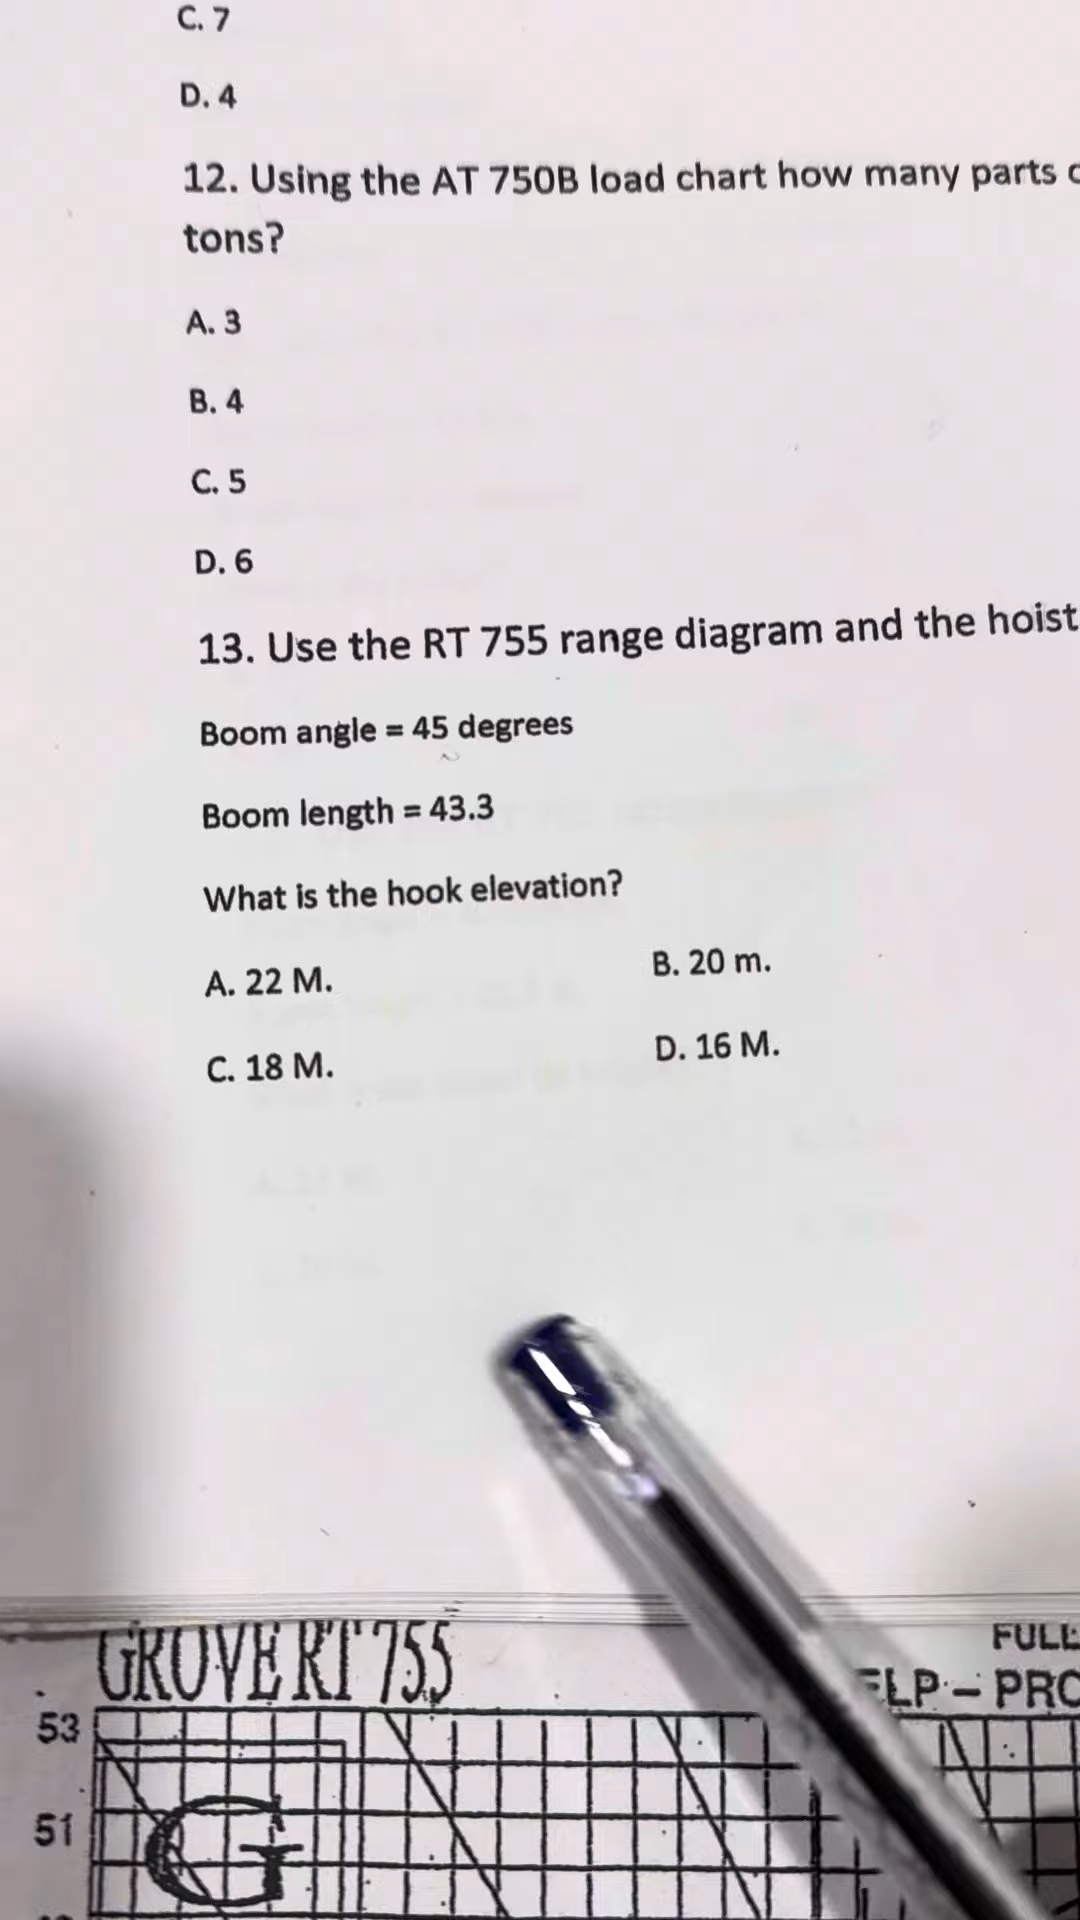 C. 7
D. 4
12. Using the AT 750B load chart how many parts
tons?
A. 3
B. 4
C. 5
D. 6
13. Use the RT 755 range diagram and the hoist
Boom angle = 45 degrees
Boom length = 43.3
What is the hook elevation?
A. 22 M. B. 20 m.
C. 18 M. D. 16 M.
GROVE RT 755
FULL
ELP - PRO
53
51
G